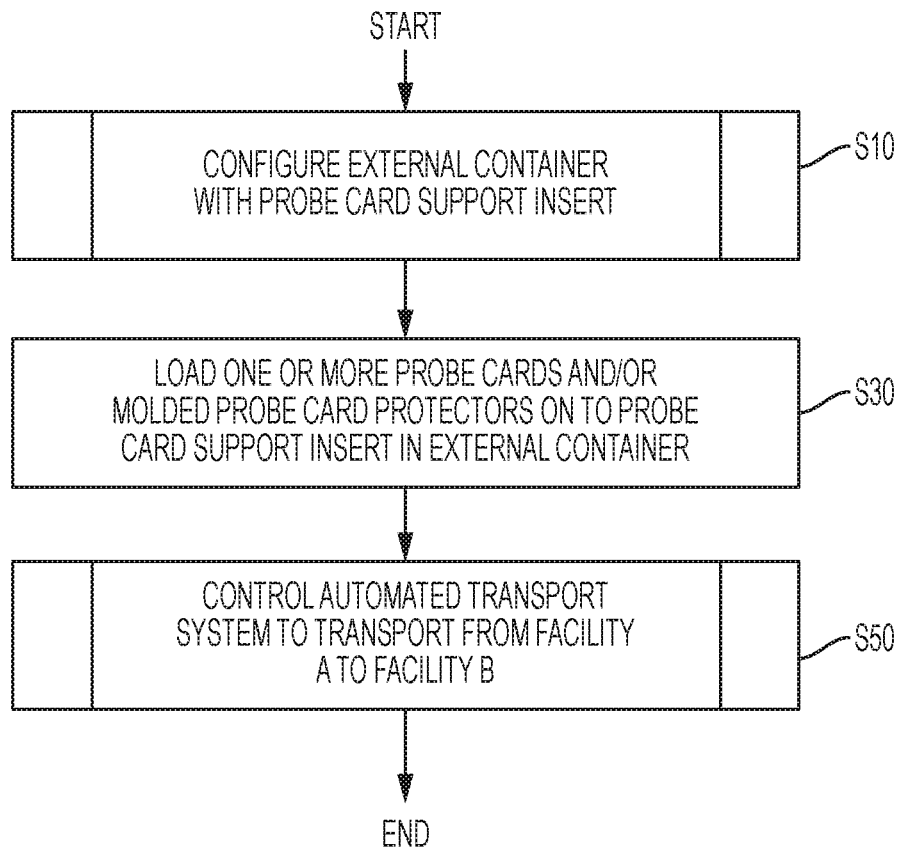 START
CONFIGURE EXTERNAL CONTAINER
WITH PROBE CARD SUPPORT INSERT
S10
LOAD ONE OR MORE PROBE CARDS AND/OR
MOLDED PROBE CARD PROTECTORS ON TO PROBE
CARD SUPPORT INSERT IN EXTERNAL CONTAINER
S30
CONTROL AUTOMATED TRANSPORT
SYSTEM TO TRANSPORT FROM FACILITY
A TO FACILITY B
S50
END